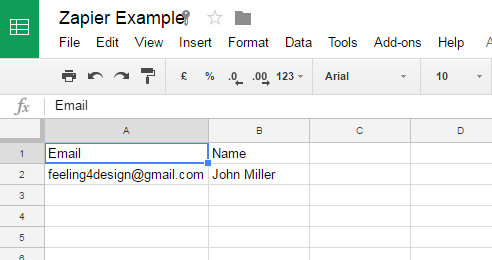 Zapier Example
File Edit View Insert Format Data Tools Add-ons Help
£ % .0 .00 123 Arial 10
fx Email
A B C D
1 Email Name
2 feeling4design@gmail.com John Miller
3
4
5
6